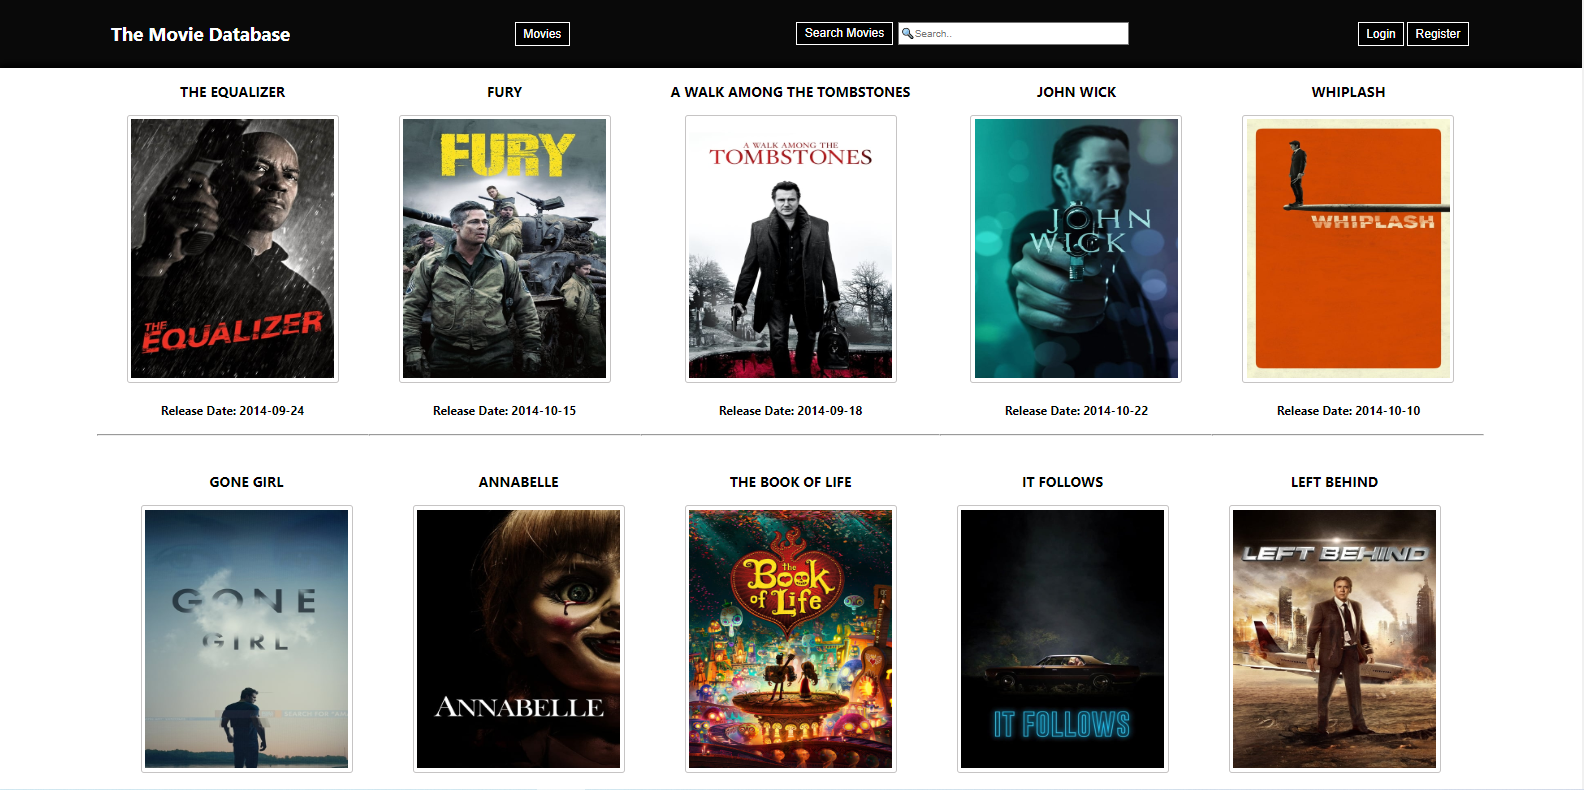 The Movie Database
Movies
Search Movies
Search..
Login
Register
THE EQUALIZER
FURY
A WALK AMONG THE TOMBSTONES
JOHN WICK
WHIPLASH
THE
EQUALIZER
FURY
A WALK AMONG THE
TOMBSTONES
JOHN
WICK
WHIPLASH
Release Date: 2014-09-24
Release Date: 2014-10-15
Release Date: 2014-09-18
Release Date: 2014-10-22
Release Date: 2014-10-10
GONE GIRL
ANNABELLE
THE BOOK OF LIFE
IT FOLLOWS
LEFT BEHIND
GONE
GIRL
ANNABELLE
the
Book
of Life
IT FOLLOWS
LEFT BEHIND